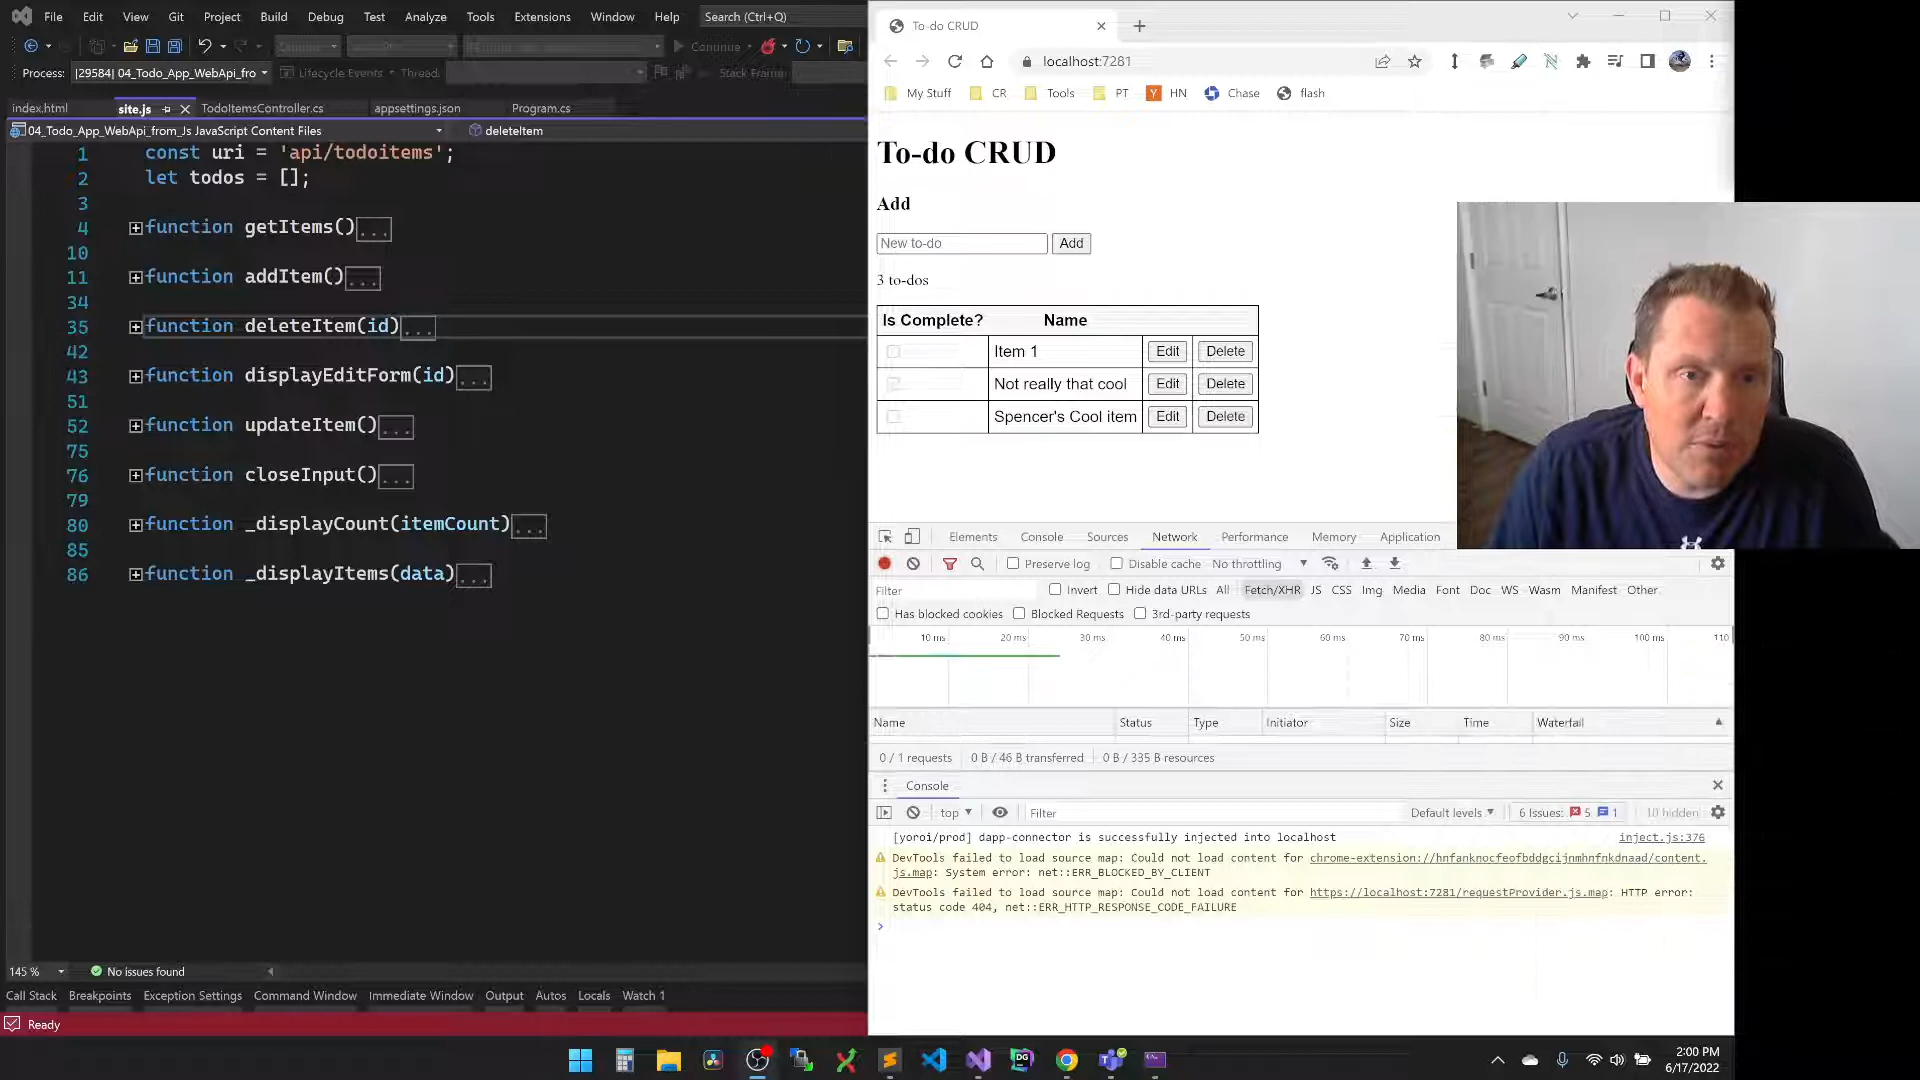 File Edit View Git Project Build Debug Test Analyze Tools Extensions Window Help Search (Ctrl+Q)
Continue
Process: [29584] 04_Todo_App_WebApi_fro Lifecycle Events Thread: Stack Frame
index.html site.js TodoItemsController.cs appsettings.json Program.cs
04_Todo_App_WebApi_from_Js JavaScript Content Files deleteItem
1 const uri = 'api/todoitems';
2 let todos = [];
3
4 function getItems()...
10
11 function addItem()...
34
35 function deleteItem(id)...
42
43 function displayEditForm(id)...
51
52 function updateItem()...
75
76 function closeInput()...
79
80 function _displayCount(itemCount)...
85
86 function _displayItems(data)...
145 % No issues found
Call Stack Breakpoints Exception Settings Command Window Immediate Window Output Autos Locals Watch 1
Ready
To-do CRUD
localhost:7281
My Stuff CR Tools PT Y HN Chase flash
To-do CRUD
Add
New to-do Add
3 to-dos
Is Complete? Name
Item 1 Edit Delete
Not really that cool Edit Delete
Spencer's Cool item Edit Delete
Elements Console Sources Network Performance Memory Application
Preserve log Disable cache No throttling
Filter Invert Hide data URLs All Fetch/XHR JS CSS Img Media Font Doc WS Wasm Manifest Other
Has blocked cookies Blocked Requests 3rd-party requests
10 ms 20 ms 30 ms 40 ms 50 ms 60 ms 70 ms 80 ms 90 ms 100 ms 110
Name Status Type Initiator Size Time Waterfall
0 / 1 requests 0 B / 46 B transferred 0 B / 335 B resources
Console
top Filter Default levels 6 Issues: 5 1 10 hidden
[yoroi/prod] dapp-connector is successfully injected into localhost inject.js:376
DevTools failed to load source map: Could not load content for chrome-extension://hnfanknocfeofbddgcijnmhnfnkdnaad/content.
js.map: System error: net::ERR_BLOCKED_BY_CLIENT
DevTools failed to load source map: Could not load content for https://localhost:7281/requestProvider.js.map: HTTP error:
status code 404, net::ERR_HTTP_RESPONSE_CODE_FAILURE
DG
2:00 PM
6/17/2022